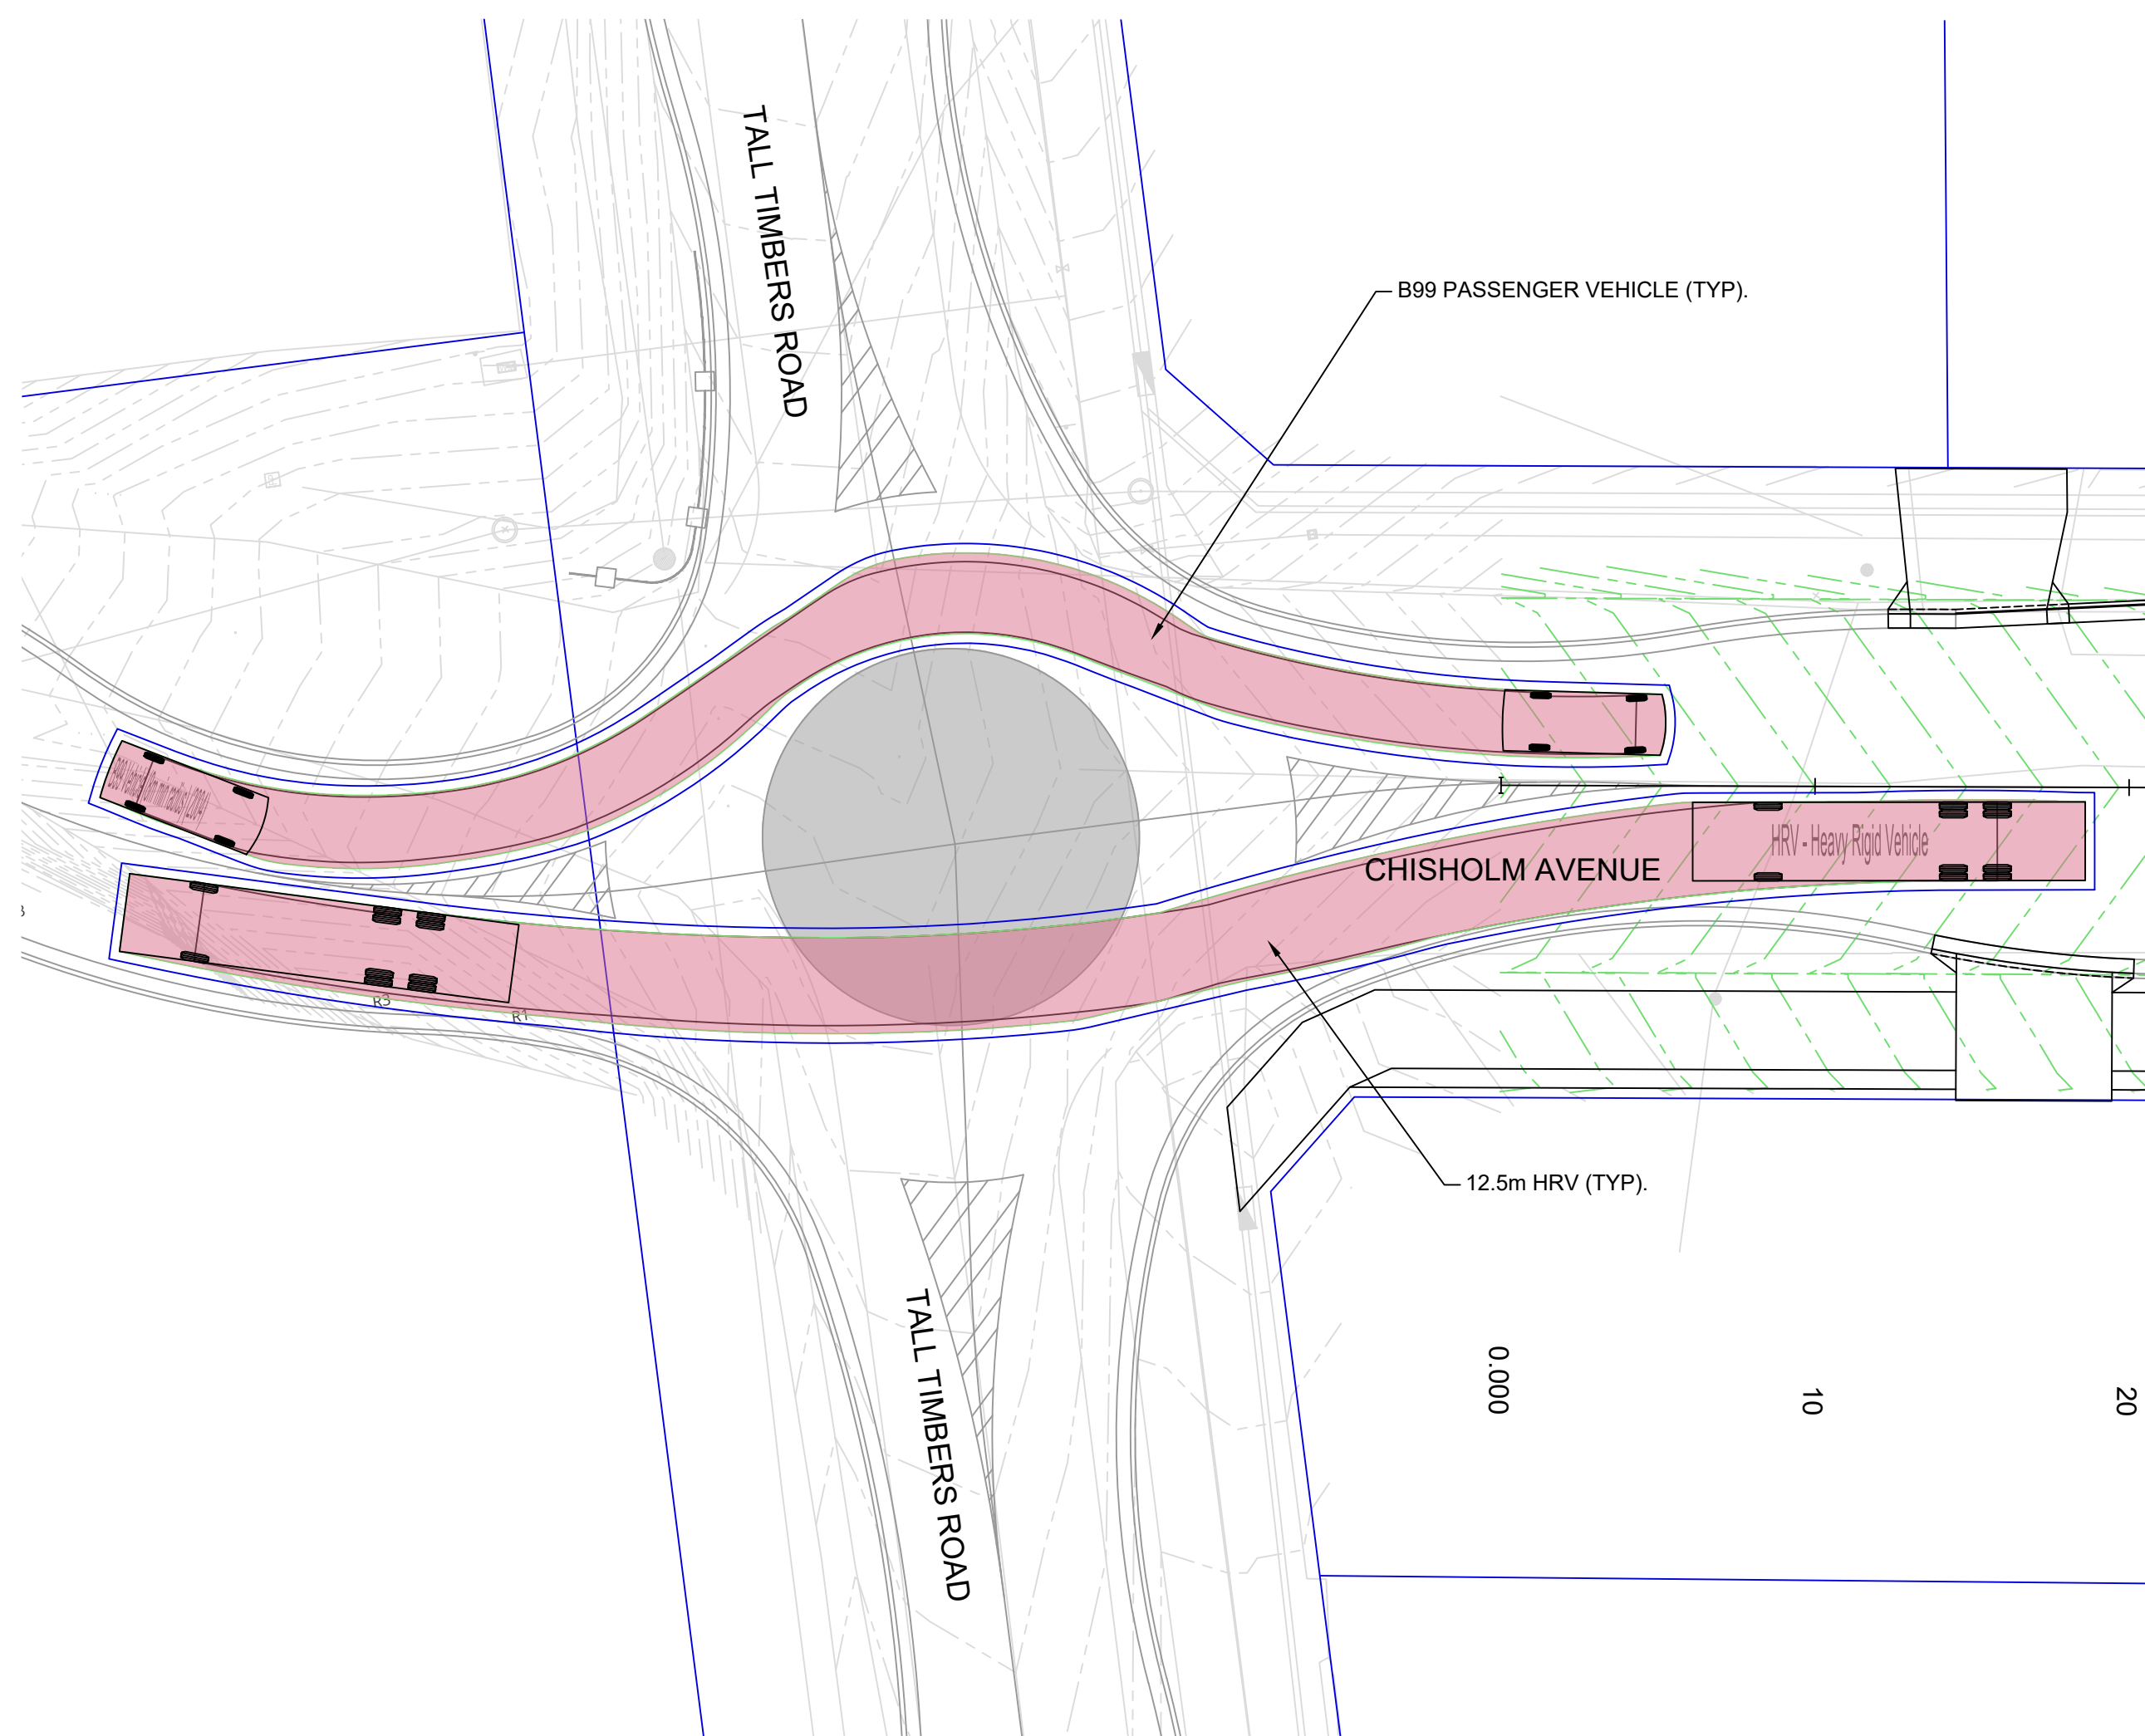 TALL TIMBERS ROAD
B99 PASSENGER VEHICLE (TYP).
HRV - Heavy Rigid Vehicle
CHISHOLM AVENUE
R3
R1
12.5m HRV (TYP).
TALL TIMBERS ROAD
0.000
10
20